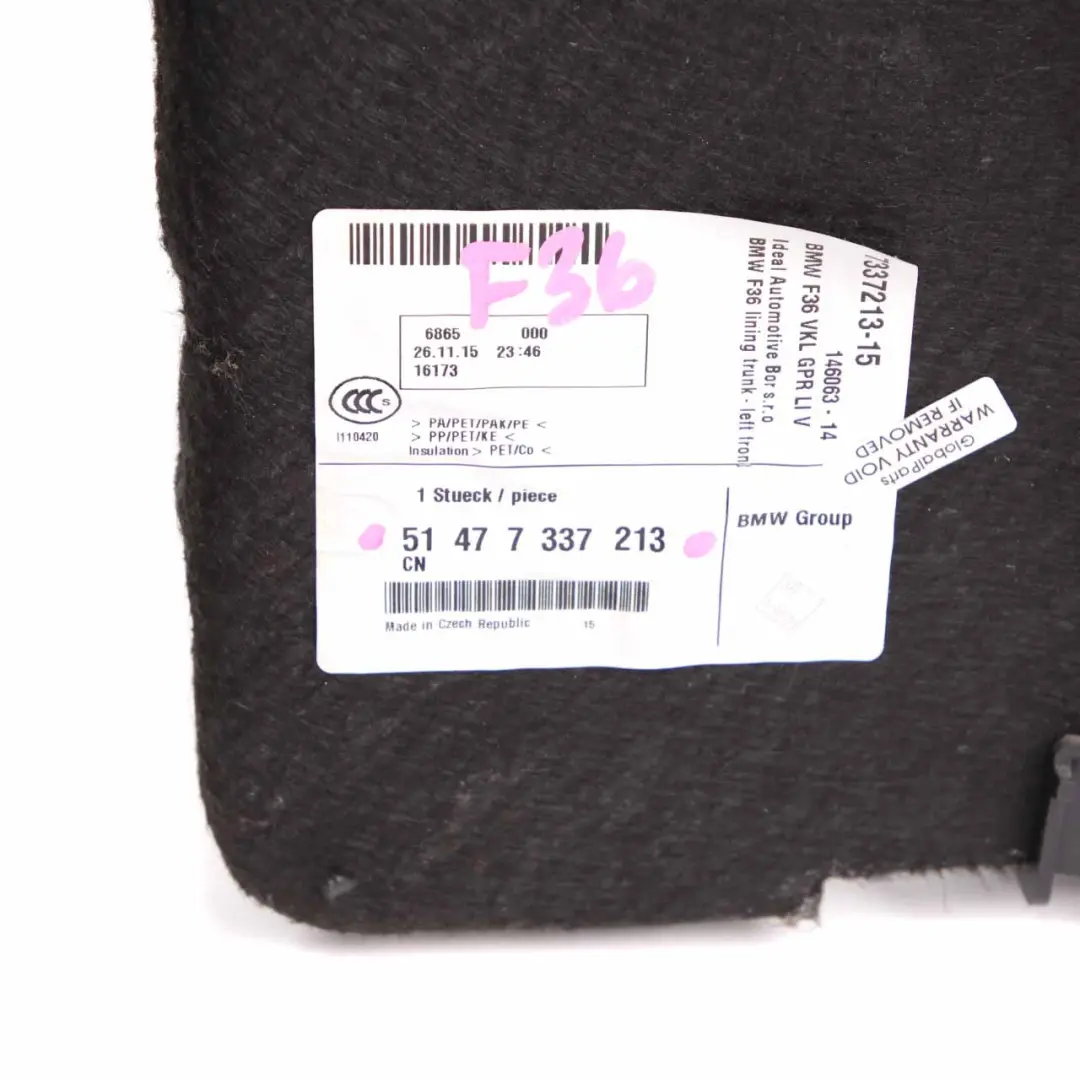 F36
6865 000
26.11.15 23:46
16173
CCC S
I110420
> PA/PET/PAK/PE <
> PP/PET/KE <
Insulation > PET/Co <
7337213-15
146063 - 14
BMW F36 VKL GPR LI V
Ideal Automotive Bor s.r.o
BMW F36 lining trunk - left front
1 Stueck / piece
51 47 7 337 213
CN
Made in Czech Republic 15
BMW Group
GlobalParts
WARRANTY VOID
IF REMOVED